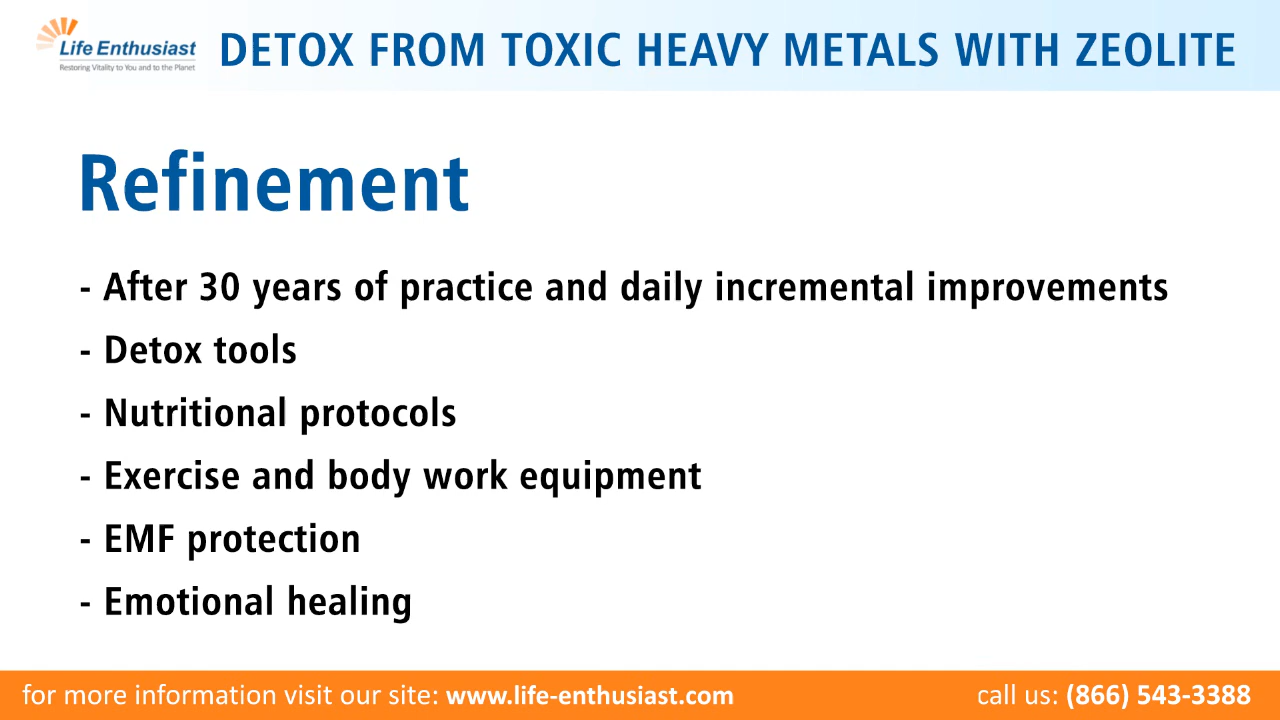 Life Enthusiast
Restoring Vitality to You and to the Planet
DETOX FROM TOXIC HEAVY METALS WITH ZEOLITE
Refinement
- After 30 years of practice and daily incremental improvements
- Detox tools
- Nutritional protocols
- Exercise and body work equipment
- EMF protection
- Emotional healing
for more information visit our site: www.life-enthusiast.com
call us: (866) 543-3388